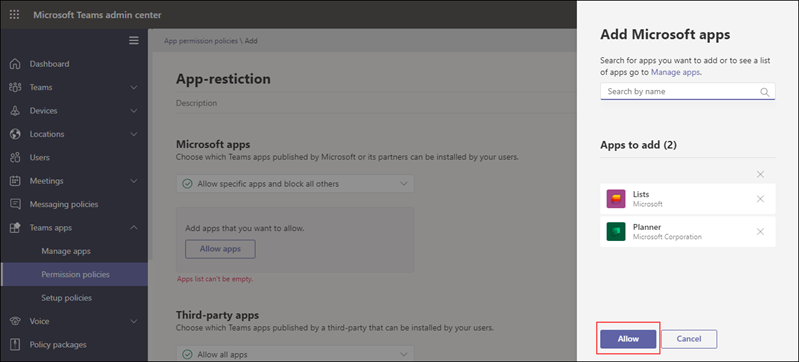 Microsoft Teams admin center
Dashboard
Teams
Devices
Locations
Users
Meetings
Messaging policies
Teams apps
Manage apps
Permission policies
Setup policies
Voice
Policy packages
App permission policies \ Add
App-restiction
Description
Microsoft apps
Choose which Teams apps published by Microsoft or its partners can be installed by your users.
Allow specific apps and block all others
Add apps that you want to allow.
Allow apps
Apps list can't be empty.
Third-party apps
Choose which Teams apps published by a third-party that can be installed by your users.
Allow all apps
Add Microsoft apps
Search for apps you want to add or to see a list
of apps go to Manage apps.
Search by name
Apps to add (2)
Lists
Microsoft
Planner
Microsoft Corporation
Allow
Cancel